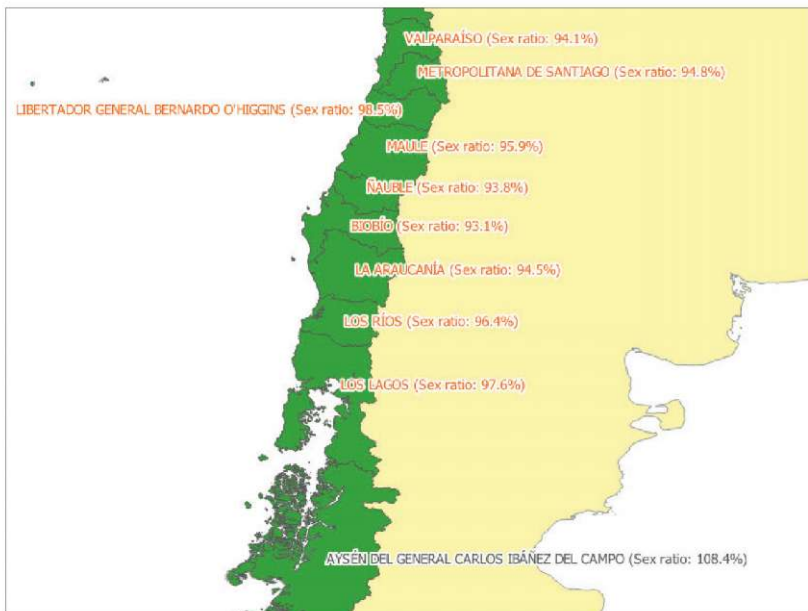 VALPARAÍSO (Sex ratio: 94.1%)
METROPOLITANA DE SANTIAGO (Sex ratio: 94.8%)
LIBERTADOR GENERAL BERNARDO O'HIGGINS (Sex ratio: 98.5%)
MAULE (Sex ratio: 95.9%)
ÑAUBLE (Sex ratio: 93.8%)
BIOBÍO (Sex ratio: 93.1%)
LA ARAUCANÍA (Sex ratio: 94.5%)
LOS RÍOS (Sex ratio: 96.4%)
LOS LAGOS (Sex ratio: 97.6%)
AYSÉN DEL GENERAL CARLOS IBÁÑEZ DEL CAMPO (Sex ratio: 108.4%)